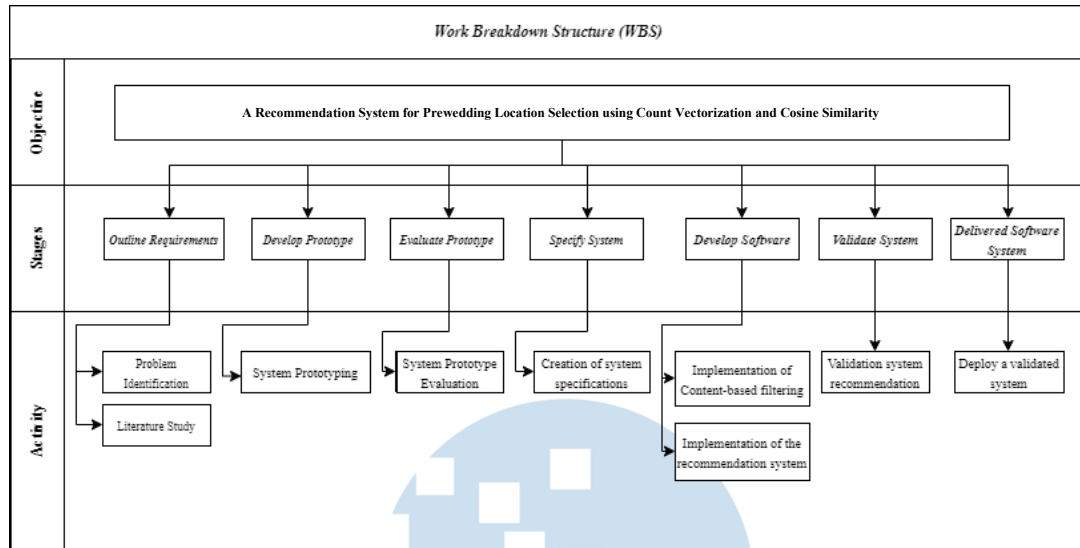 Work Breakdown Structure (WBS)
Objective
A Recommendation System for Prewedding Location Selection using Count Vectorization and Cosine Similarity
Stages
Outline Requirements
Develop Prototype
Evaluate Prototype
Specify System
Develop Software
Validate System
Delivered Software
System
Activity
Problem
Identification
Literature Study
System Prototyping
System Prototype
Evaluation
Creation of system
specifications
Implementation of
Content-based filtering
Implementation of the
recommendation system
Validation system
recommendation
Deploy a validated
system